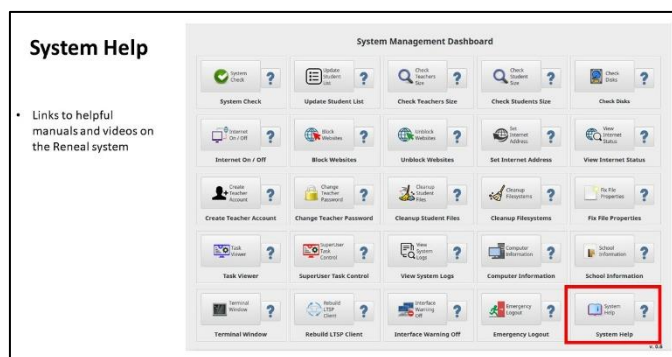 System Help
• Links to helpful
manuals and videos on
the Reneal system
System Management Dashboard
System
Check
?
Update
Student
List
?
Check
Teachers
Size
?
Check
Student
Size
?
Check
Disks
?
System Check
Update Student List
Check Teachers Size
Check Students Size
Check Disks
Internet
On / Off
?
Block
Websites
?
Unblock
Websites
?
Set
Internet
Address
?
View
Internet
Status
?
Internet On / Off
Block Websites
Unblock Websites
Set Internet Address
View Internet Status
Create
Teacher
Account
?
Change
Teacher
Password
?
Cleanup
Student
Files
?
Cleanup
Filesystems
?
Fix File
Properties
?
Create Teacher Account
Change Teacher Password
Cleanup Student Files
Cleanup Filesystems
Fix File Properties
Task
Viewer
?
SuperUser
Task
Control
?
View
System
Logs
?
Computer
Information
?
School
Information
?
Task Viewer
SuperUser Task Control
View System Logs
Computer Information
School Information
Terminal
Window
?
Rebuild
LTSP
Client
?
Interface
Warning
Off
?
Emergency
Logout
?
System
Help
?
Terminal Window
Rebuild LTSP Client
Interface Warning Off
Emergency Logout
System Help